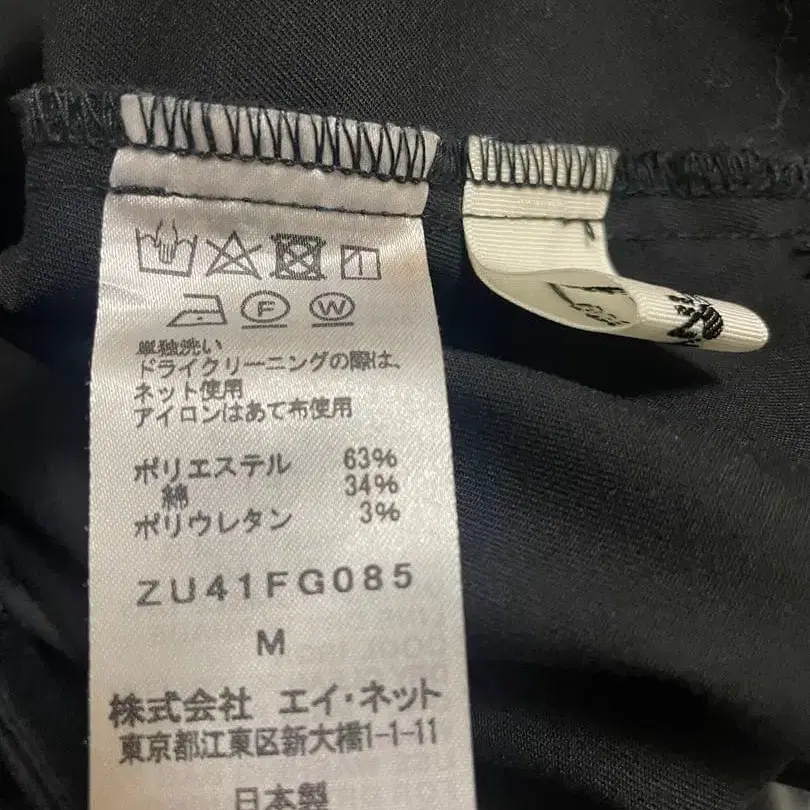 F W
単独洗い
ドライクリーニングの際は、
ネット使用
アイロンはあて布使用
ポリエステル 63%
綿 34%
ポリウレタン 3%
ZU41FG085
M
株式会社 エイ・ネット
東京都江東区新大橋1-1-11
日本製